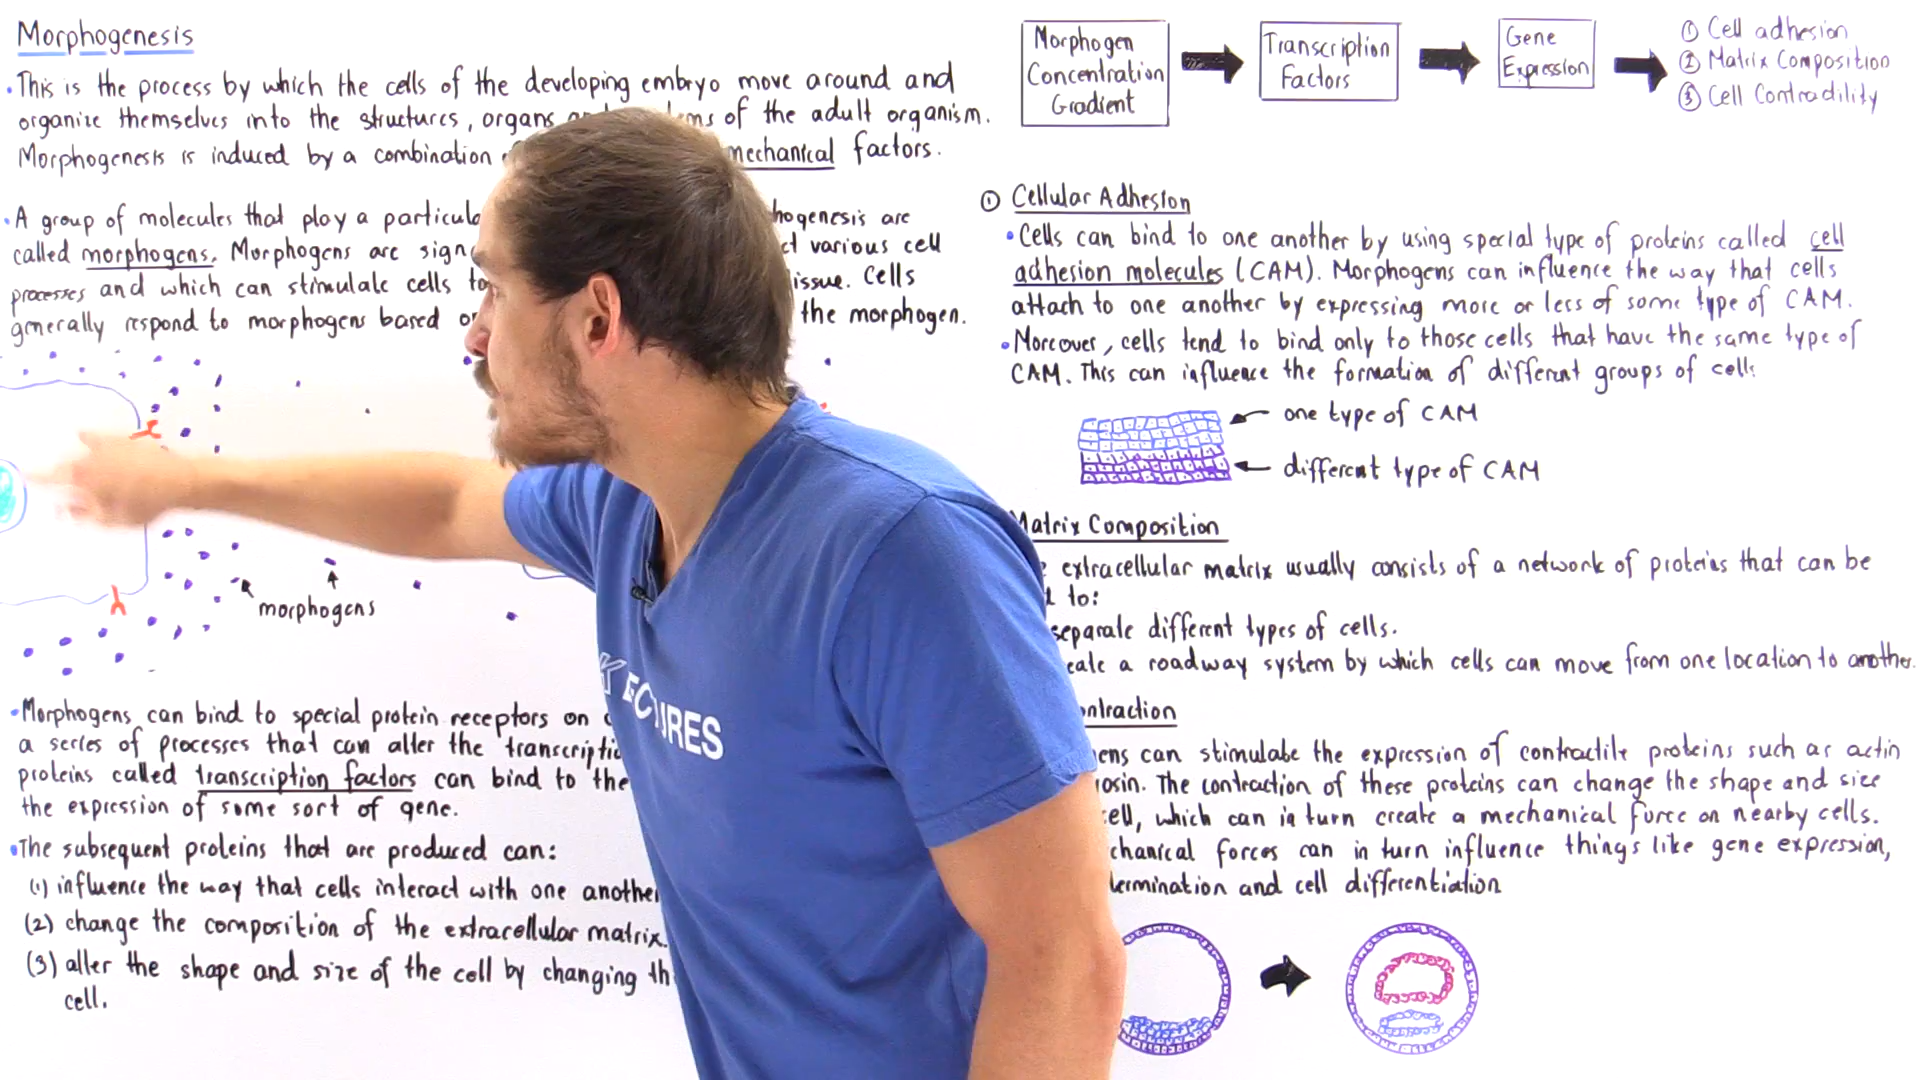 Morphogenesis
• This is the process by which the cells of the developing embryo move around and
organize themselves into the structures, organs of the adult organism.
Morphogenesis is induced by a combination mechanical factors.
• A group of molecules that play a particula hogenesis are
called morphogens. Morphogens are sign ct various cell
processes and which can stimulate cells to issue. Cells
generally respond to morphogens based o the morphogen.
morphogens
• Morphogens can bind to special protein receptors on
a series of processes that can alter the transcriptio
proteins called transcription factors can bind to the
the expression of some sort of gene.
• The subsequent proteins that are produced can:
(1) influence the way that cells interact with one another
(2) change the composition of the extracellular matrix.
(3) alter the shape and size of the cell by changing th
cell.
Morphogen
Concentration
Gradient
Transcription
Factors
Gene
Expression
① Cell adhesion
② Matrix Composition
③ Cell Contractility
① Cellular Adhesion
• Cells can bind to one another by using special type of proteins called cell
adhesion molecules (CAM). Morphogens can influence the way that cells
attach to one another by expressing more or less of some type of CAM.
• Moreover, cells tend to bind only to those cells that have the same type of
CAM. This can influence the formation of different groups of cells
one type of CAM
different type of CAM
Matrix Composition
extracellular matrix usually consists of a network of proteins that can be
to:
separate different types of cells.
eate a roadway system by which cells can move from one location to another.
ontraction
ens can stimulate the expression of contractile proteins such as actin
osin. The contraction of these proteins can change the shape and size
cell, which can in turn create a mechanical force on nearby cells.
chanical forces can in turn influence things like gene expression,
termination and cell differentiation
K ECTURES